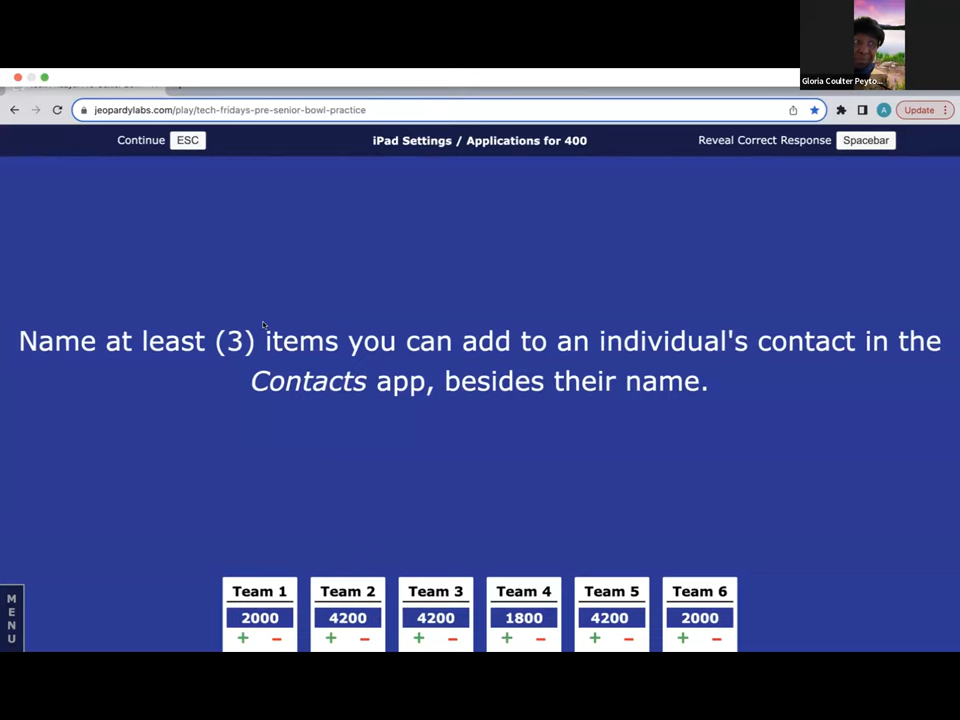 Gloria Coulter Peyto...
jeopardylabs.com/play/tech-fridays-pre-senior-bowl-practice
A
Update
Continue ESC
iPad Settings / Applications for 400
Reveal Correct Response Spacebar
Name at least (3) items you can add to an individual's contact in the
Contacts app, besides their name.
MENU
Team 1 Team 2 Team 3 Team 4 Team 5 Team 6
2000 4200 4200 1800 4200 2000
+ − + − + − + − + − + −